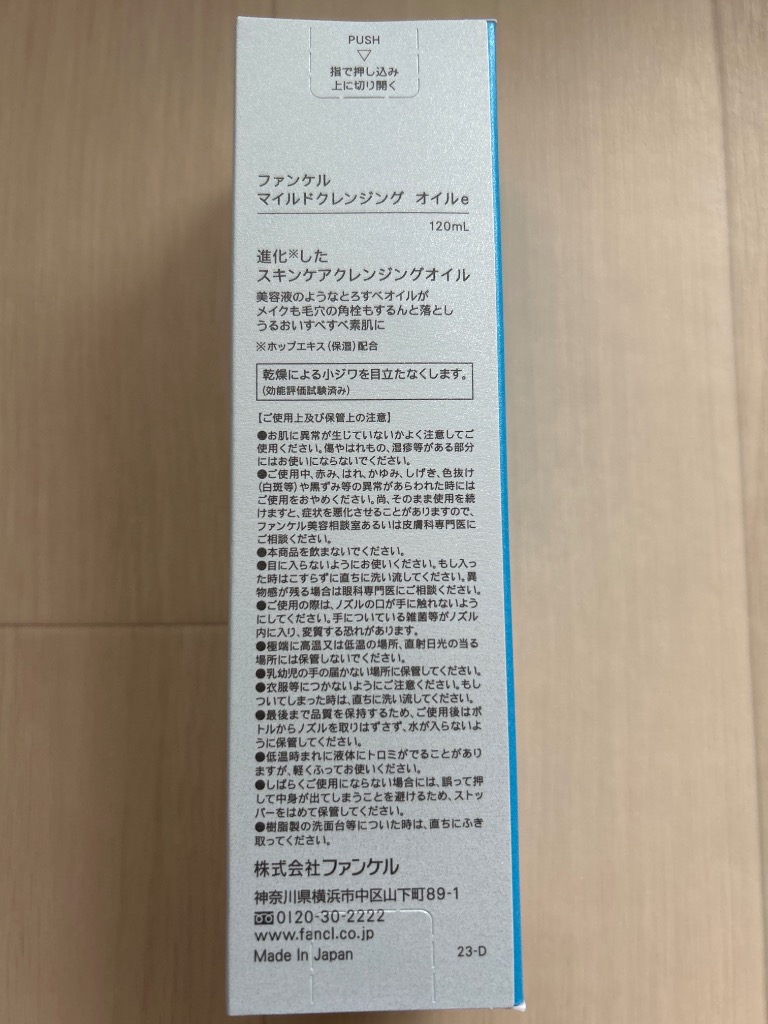 PUSH
▽
指で押し込み
上に切り開く
ファンケル
マイルドクレンジング オイルe
120mL
進化※した
スキンケアクレンジングオイル
美容液のようなとろすべオイルが
メイクも毛穴の角栓もするんと落とし
うるおいすべすべ素肌に
※ホップエキス(保湿)配合
乾燥による小ジワを目立たなくします。
(効能評価試験済み)
【ご使用上及び保管上の注意】
●お肌に異常が生じていないかよく注意してご
使用ください。傷やはれもの、湿疹等がある部分
にはお使いにならないでください。
●ご使用中、赤み、はれ、かゆみ、しげき、色抜け
(白斑等)や黒ずみ等の異常があらわれた時には
ご使用をおやめください。尚、そのまま使用を続
けますと、症状を悪化させることがありますので、
ファンケル美容相談室あるいは皮膚科専門医に
ご相談ください。
●本商品を飲まないでください。
●目に入らないようにお使いください。もし入っ
た時はこすらずに直ちに洗い流してください。異
物感が残る場合は眼科専門医にご相談ください。
●ご使用の際は、ノズルの口が手に触れないよう
にしてください。手についている雑菌等がノズル
内に入り、変質する恐れがあります。
●極端に高温又は低温の場所、直射日光の当る
場所には保管しないでください。
●乳幼児の手の届かない場所に保管してください。
●衣服等につかないようにご注意ください。もし
ついてしまった時は、直ちに洗い流してください。
●最後まで品質を保持するため、ご使用後はボ
トルからノズルを取りはずさず、水が入らないよ
うに保管してください。
●低温時まれに液体にトロミがでることがあり
ますが、軽くふってお使いください。
●しばらくご使用にならない場合には、誤って押
して中身が出てしまうことを避けるため、ストッ
パーをはめて保管してください。
●樹脂製の洗面台等についた時は、直ちにふき
取ってください。
株式会社ファンケル
神奈川県横浜市中区山下町89-1
0120-30-2222
www.fancl.co.jp
Made In Japan
23-D